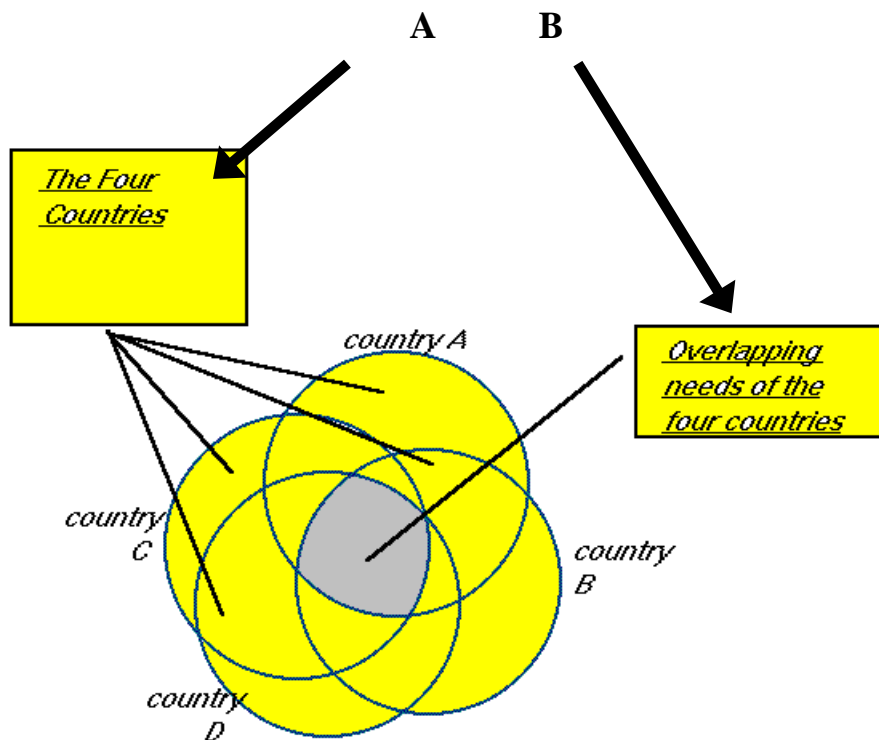 A B
The Four
Countries
country A
Overlapping
needs of the
four countries
country
C
country
B
country
D